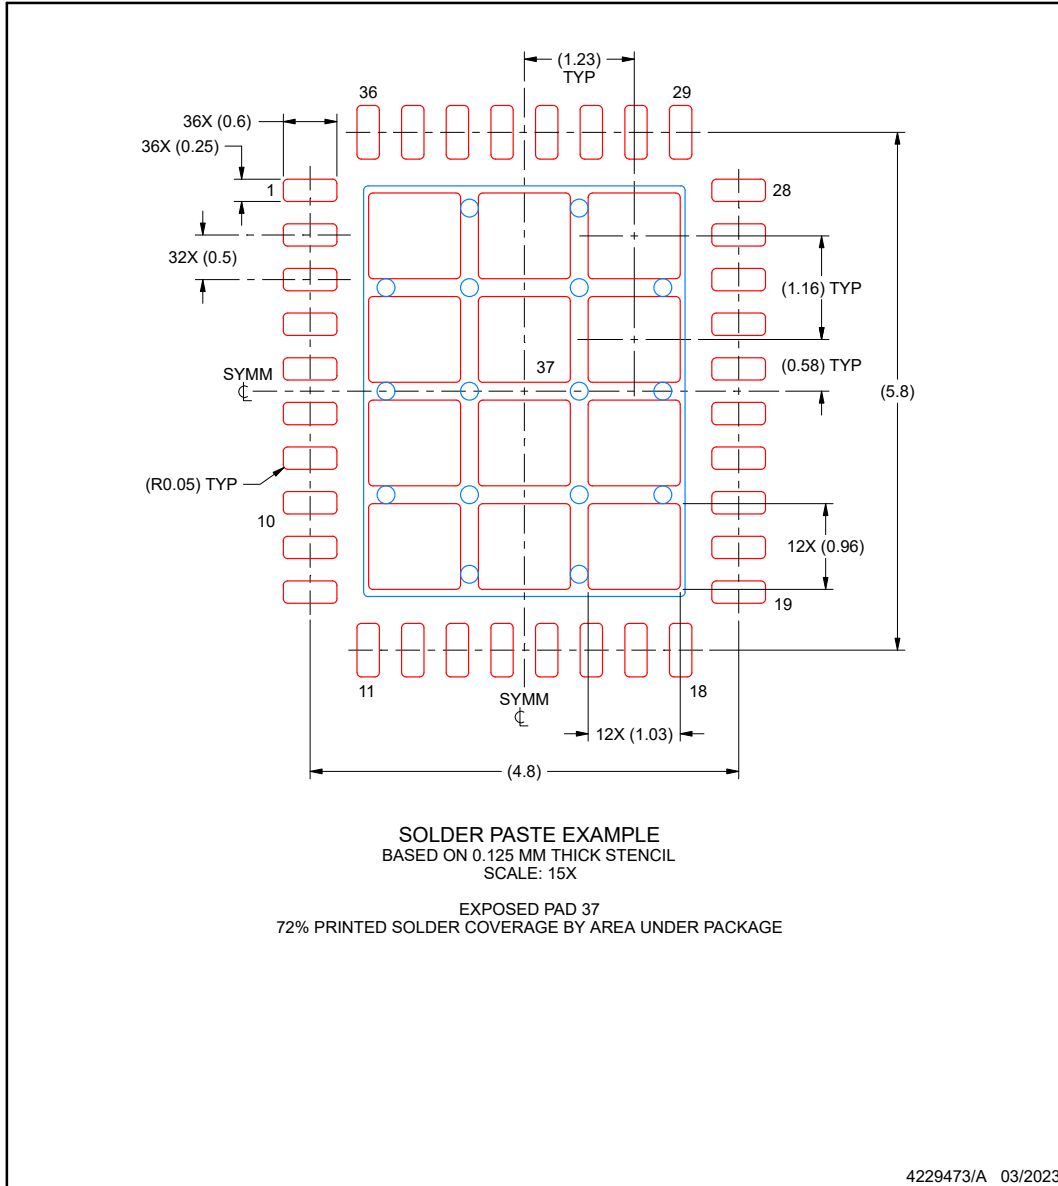 (1.23)
TYP
36
29
36X (0.6)
36X (0.25)
1
28
32X (0.5)
(1.16) TYP
37
(0.58) TYP
SYMM
℄
(5.8)
(R0.05) TYP
10
12X (0.96)
19
11
18
SYMM
℄
12X (1.03)
(4.8)
SOLDER PASTE EXAMPLE
BASED ON 0.125 MM THICK STENCIL
SCALE: 15X
EXPOSED PAD 37
72% PRINTED SOLDER COVERAGE BY AREA UNDER PACKAGE
4229473/A 03/2023